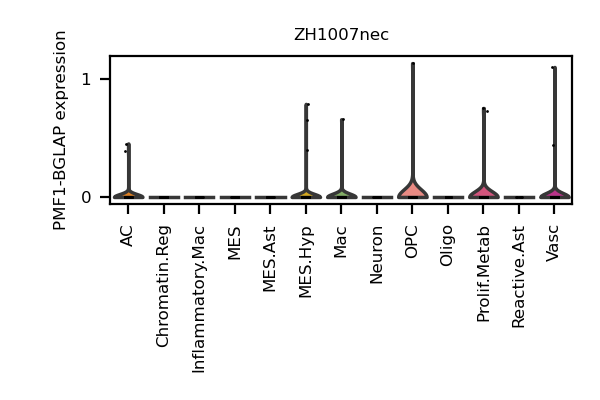 ZH1007nec
PMF1-BGLAP expression
1
0
AC
Chromatin.Reg
Inflammatory.Mac
MES
MES.Ast
MES.Hyp
Mac
Neuron
OPC
Oligo
Prolif.Metab
Reactive.Ast
Vasc